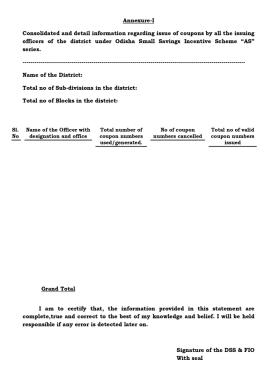 Annexure-I
Consolidated and detail information regarding issue of coupons by all the issuing
officers of the district under Odisha Small Savings Incentive Scheme "AS"
series.
Name of the District:
Total no of Sub-divisions in the district:
Total no of Blocks in the district:
Sl. Name of the Officer with Total number of No of coupon Total no of valid
No designation and office coupon numbers numbers cancelled coupon numbers
used/generated. issued
Grand Total
I am to certify that, the information provided in this statement are
complete,true and correct to the best of my knowledge and belief. I will be held
responsible if any error is detected later on.
Signature of the DSS & FIO
With seal